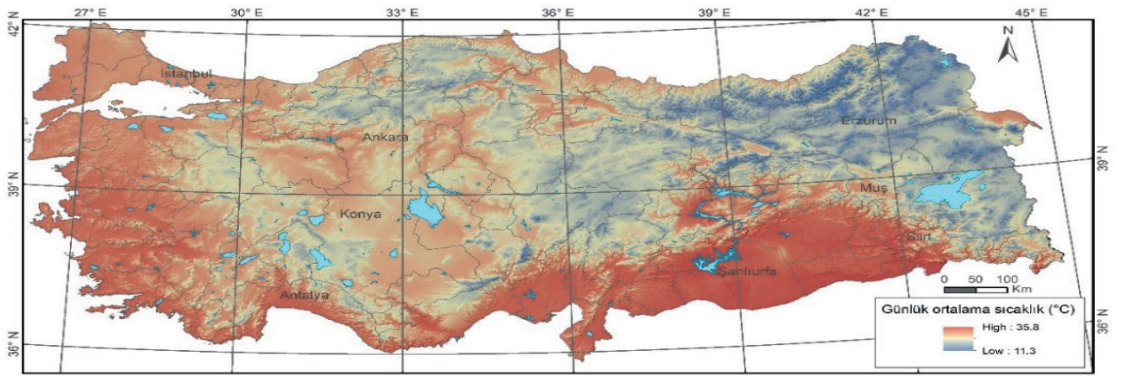 27° E 30° E 33° E 36° E 39° E 42° E 45° E
42° N
N
İstanbul
Ankara
Erzurum
39° N
39° N
Muş
Konya
Siirt
Şanlıurfa
Antalya
0 50 100
Km
Günlük ortalama sıcaklık (°C)
High : 35.8
Low : 11.3
36° N
36° N